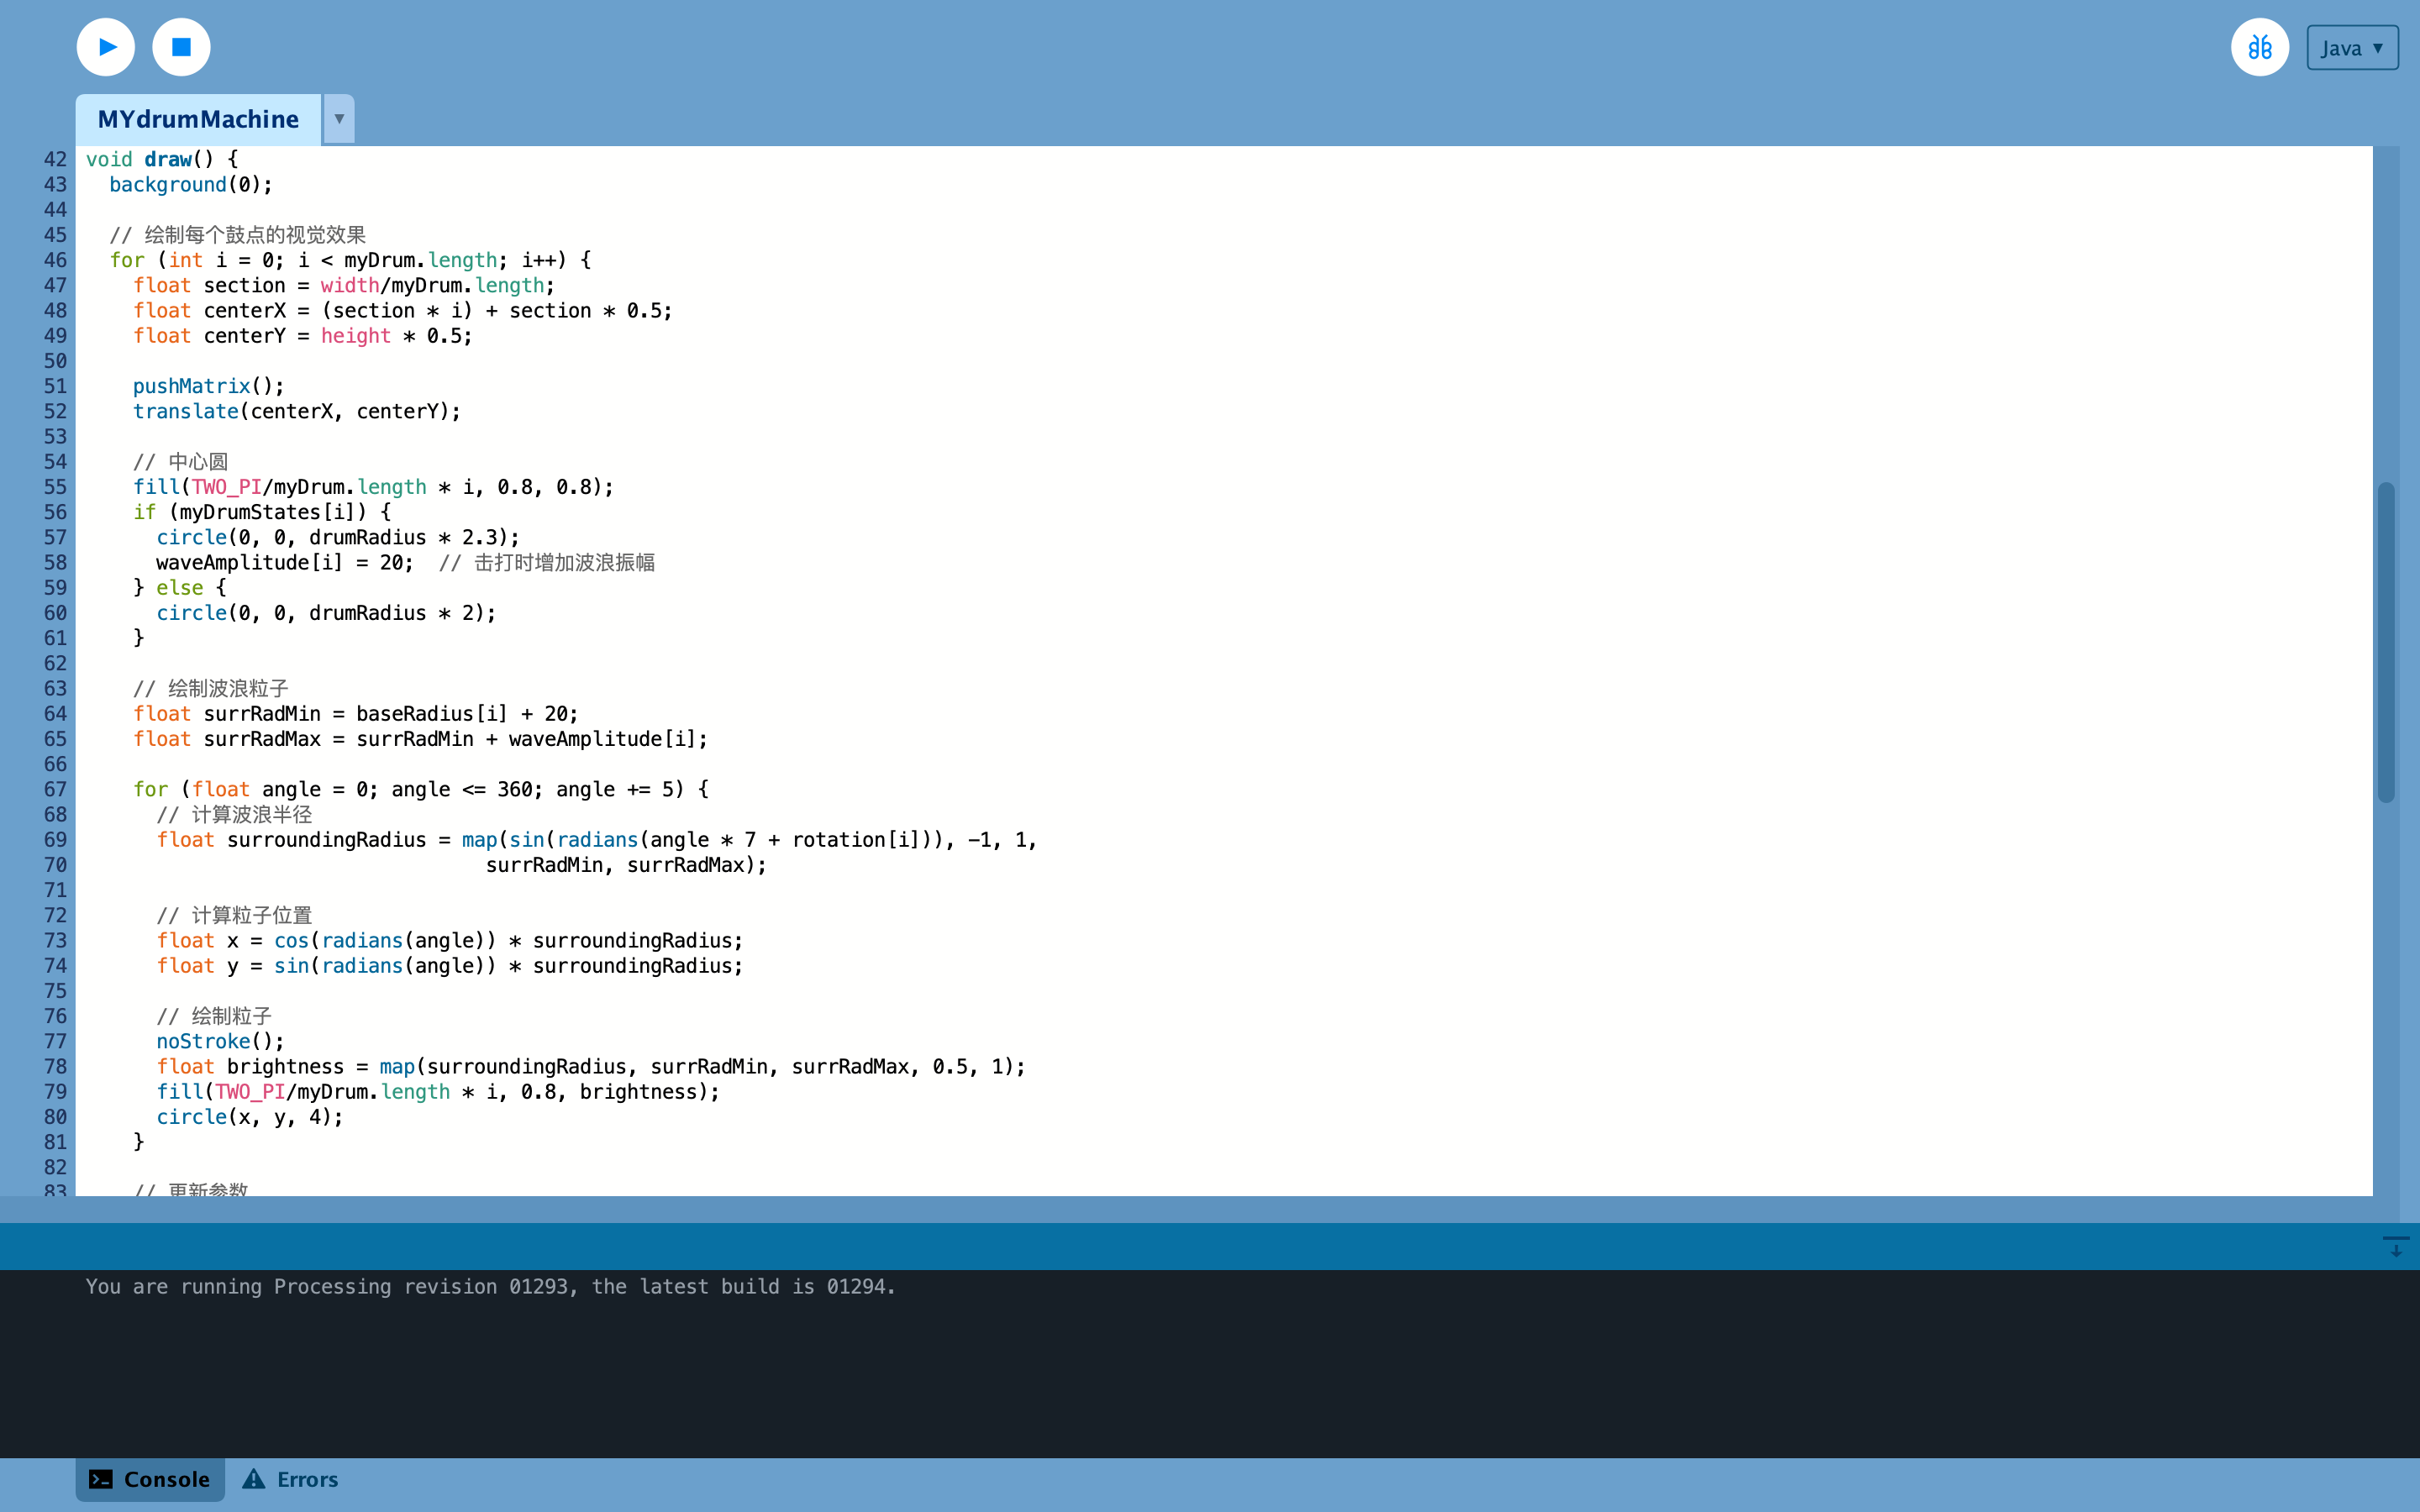 Java ▼
MYdrumMachine ▼
42 void draw() {
43 background(0);
44
45 // 绘制每个鼓点的视觉效果
46 for (int i = 0; i < myDrum.length; i++) {
47 float section = width/myDrum.length;
48 float centerX = (section * i) + section * 0.5;
49 float centerY = height * 0.5;
50
51 pushMatrix();
52 translate(centerX, centerY);
53
54 // 中心圆
55 fill(TWO_PI/myDrum.length * i, 0.8, 0.8);
56 if (myDrumStates[i]) {
57 circle(0, 0, drumRadius * 2.3);
58 waveAmplitude[i] = 20;  // 击打时增加波浪振幅
59 } else {
60 circle(0, 0, drumRadius * 2);
61 }
62
63 // 绘制波浪粒子
64 float surrRadMin = baseRadius[i] + 20;
65 float surrRadMax = surrRadMin + waveAmplitude[i];
66
67 for (float angle = 0; angle <= 360; angle += 5) {
68 // 计算波浪半径
69 float surroundingRadius = map(sin(radians(angle * 7 + rotation[i])), -1, 1,
70 surrRadMin, surrRadMax);
71
72 // 计算粒子位置
73 float x = cos(radians(angle)) * surroundingRadius;
74 float y = sin(radians(angle)) * surroundingRadius;
75
76 // 绘制粒子
77 noStroke();
78 float brightness = map(surroundingRadius, surrRadMin, surrRadMax, 0.5, 1);
79 fill(TWO_PI/myDrum.length * i, 0.8, brightness);
80 circle(x, y, 4);
81 }
82
83 // 更新参数
You are running Processing revision 01293, the latest build is 01294.
Console Errors